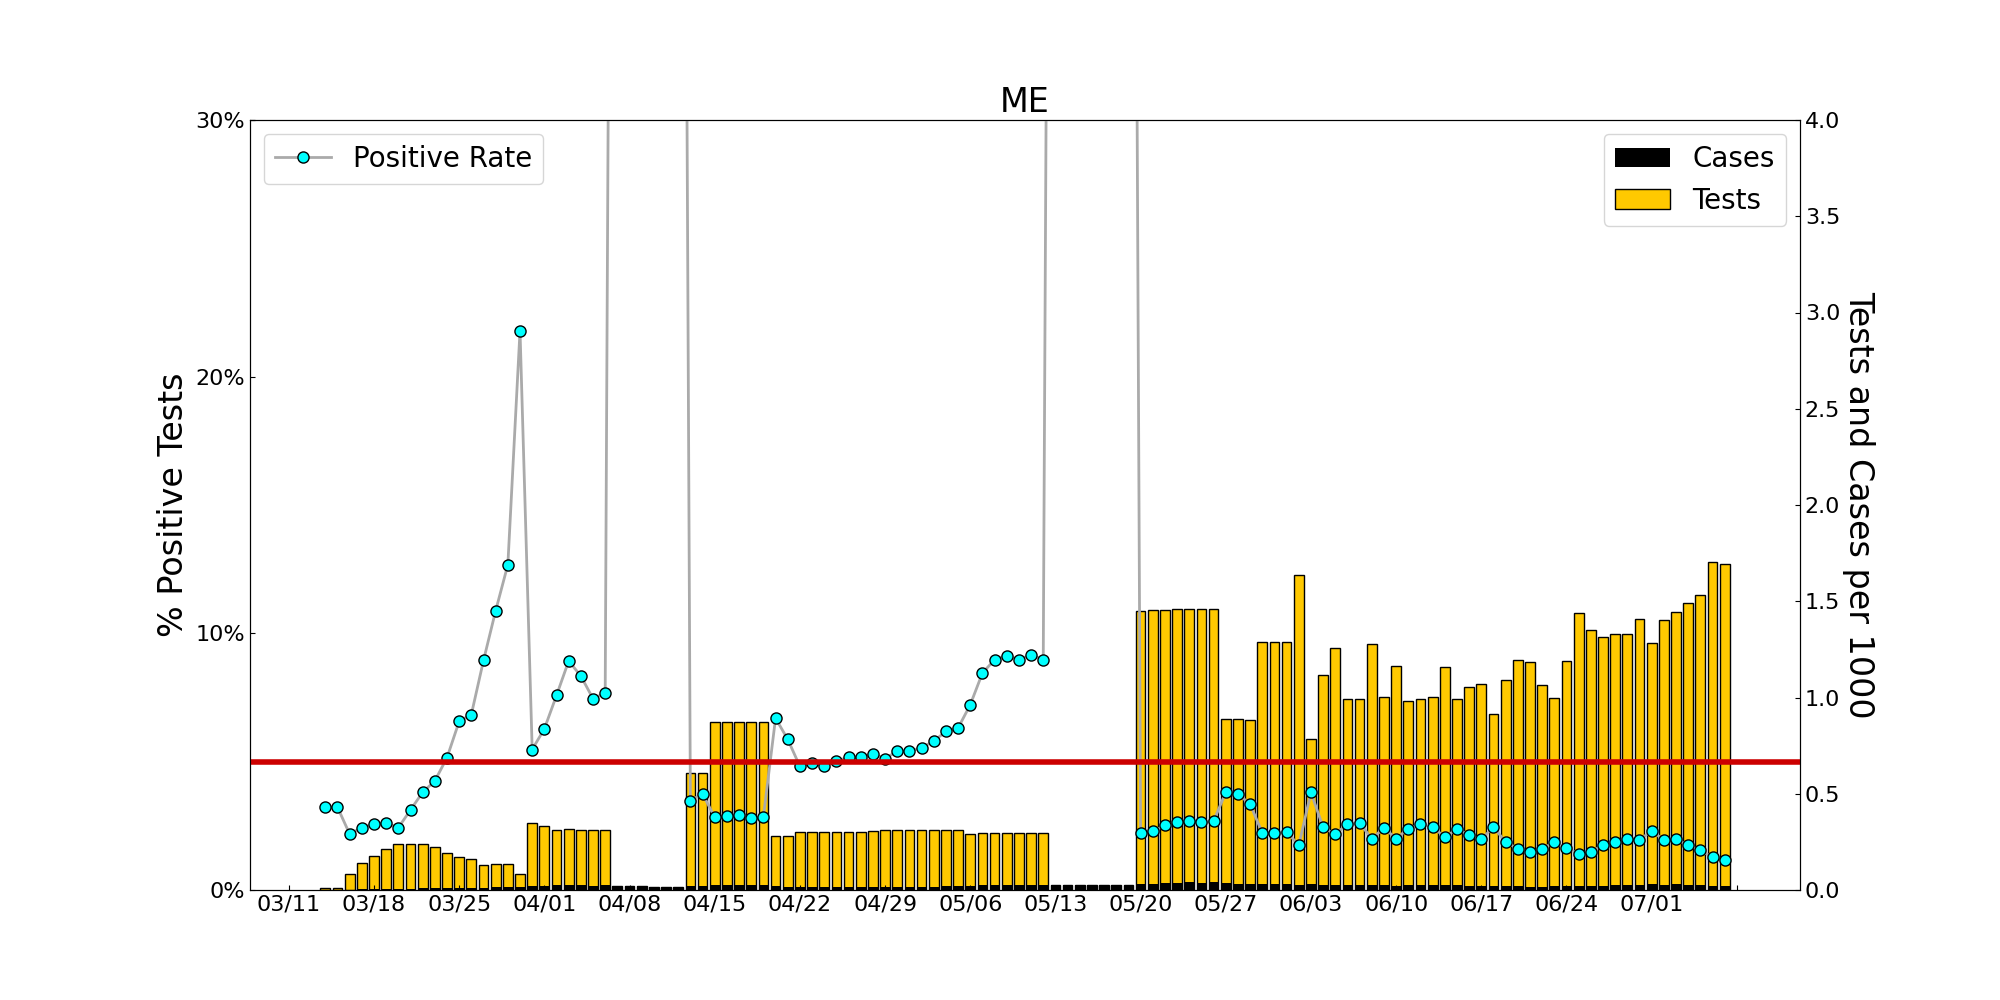 ME
Positive Rate
Cases
Tests
% Positive Tests
30%
20%
10%
0%
4.0
3.5
3.0
2.5
2.0
1.5
1.0
0.5
0.0
Tests and Cases per 1000
03/11 03/18 03/25 04/01 04/08 04/15 04/22 04/29 05/06 05/13 05/20 05/27 06/03 06/10 06/17 06/24 07/01